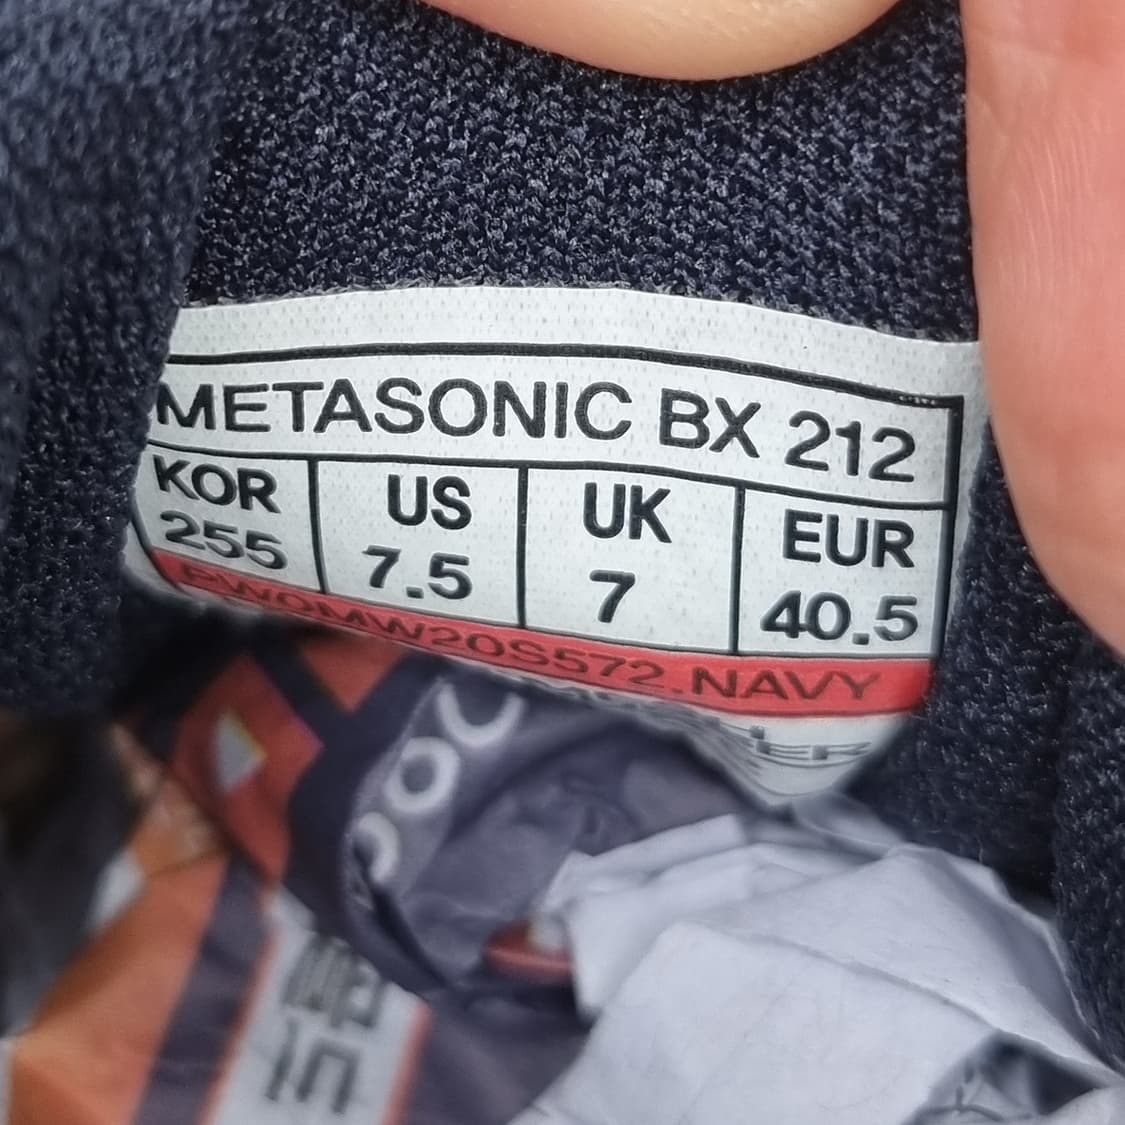 METASONIC BX 212
KOR US UK EUR
255 7.5 7 40.5
PWOMW20S572.NAVY